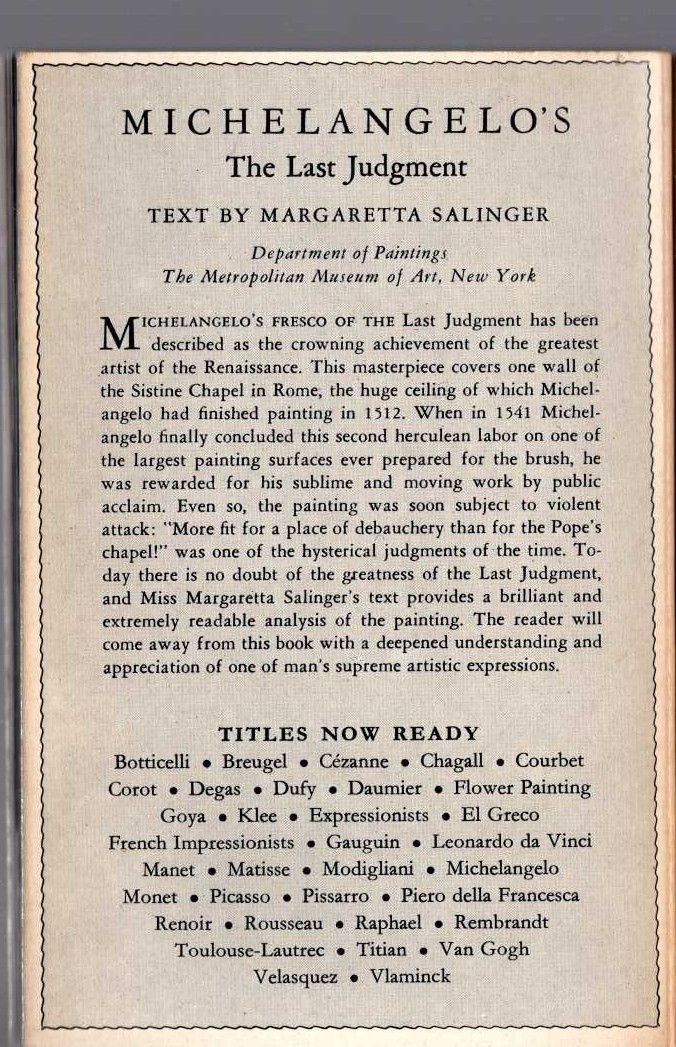 MICHELANGELO'S
The Last Judgment
TEXT BY MARGARETTA SALINGER
Department of Paintings
The Metropolitan Museum of Art, New York
MICHELANGELO'S FRESCO OF THE Last Judgment has been
described as the crowning achievement of the greatest
artist of the Renaissance. This masterpiece covers one wall of
the Sistine Chapel in Rome, the huge ceiling of which Michel-
angelo had finished painting in 1512. When in 1541 Michel-
angelo finally concluded this second herculean labor on one of
the largest painting surfaces ever prepared for the brush, he
was rewarded for his sublime and moving work by public
acclaim. Even so, the painting was soon subject to violent
attack: "More fit for a place of debauchery than for the Pope's
chapel!" was one of the hysterical judgments of the time. To-
day there is no doubt of the greatness of the Last Judgment,
and Miss Margaretta Salinger's text provides a brilliant and
extremely readable analysis of the painting. The reader will
come away from this book with a deepened understanding and
appreciation of one of man's supreme artistic expressions.
TITLES NOW READY
Botticelli • Breugel • Cézanne • Chagall • Courbet
Corot • Degas • Dufy • Daumier • Flower Painting
Goya • Klee • Expressionists • El Greco
French Impressionists • Gauguin • Leonardo da Vinci
Manet • Matisse • Modigliani • Michelangelo
Monet • Picasso • Pissarro • Piero della Francesca
Renoir • Rousseau • Raphael • Rembrandt
Toulouse-Lautrec • Titian • Van Gogh
Velasquez • Vlaminck